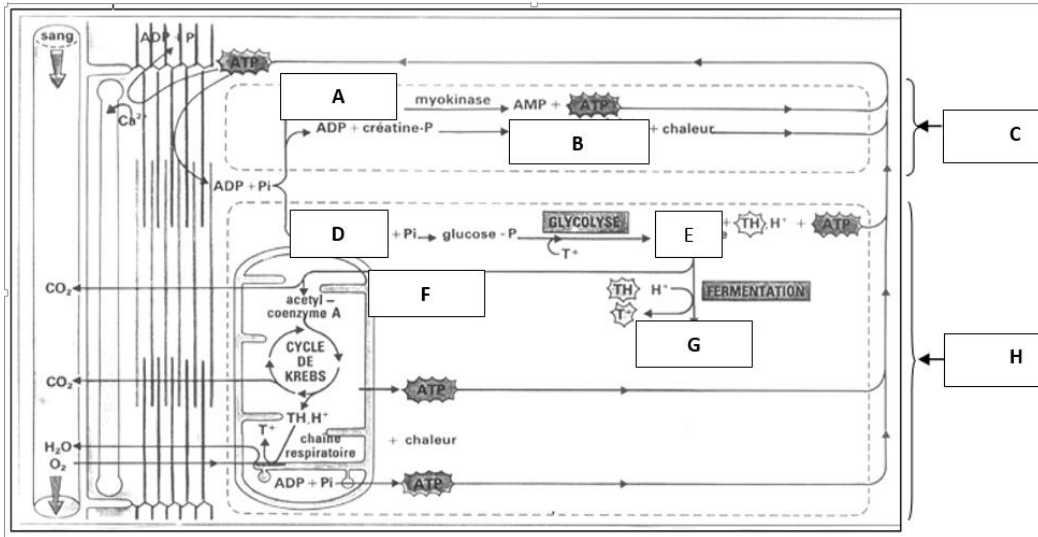 sang
ADP + P
ATP
Ca²⁺
A
myokinase
AMP + ATP
ADP + créatine-P
B
+ chaleur
C
ADP + Pi
D
+ Pi
glucose - P
GLYCOLYSE
T⁺
E
+ TH, H⁺ + ATP
CO₂
F
acétyl –
coenzyme A
TH H⁺
T⁺
FERMENTATION
G
H
CYCLE
DE
KREBS
CO₂
ATP
TH, H⁺
T⁺
chaîne
respiratoire
+ chaleur
H₂O
O₂
ADP + Pi
ATP